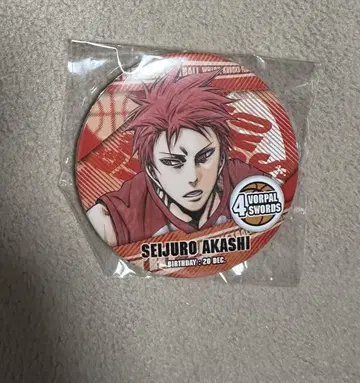 4 VORPAL
SWORDS
SEIJURO AKASHI
BIRTHDAY : 20 DEC.